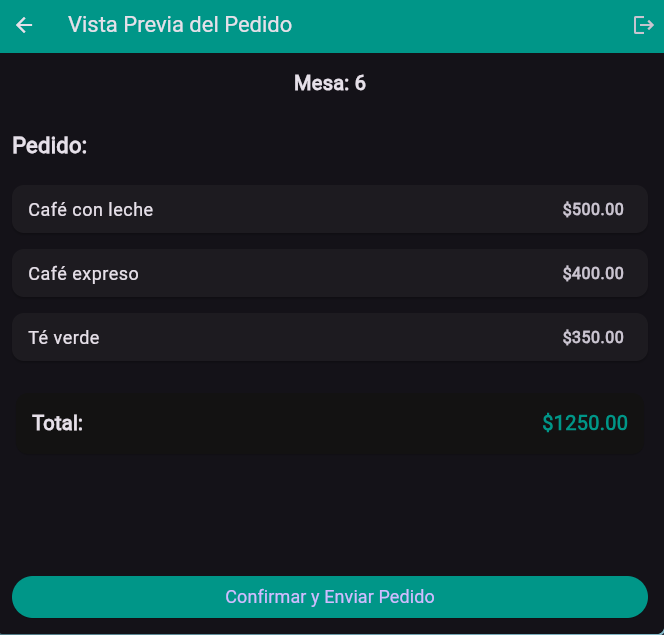 Vista Previa del Pedido
Mesa: 6
Pedido:
Café con leche $500.00
Café expreso $400.00
Té verde $350.00
Total: $1250.00
Confirmar y Enviar Pedido